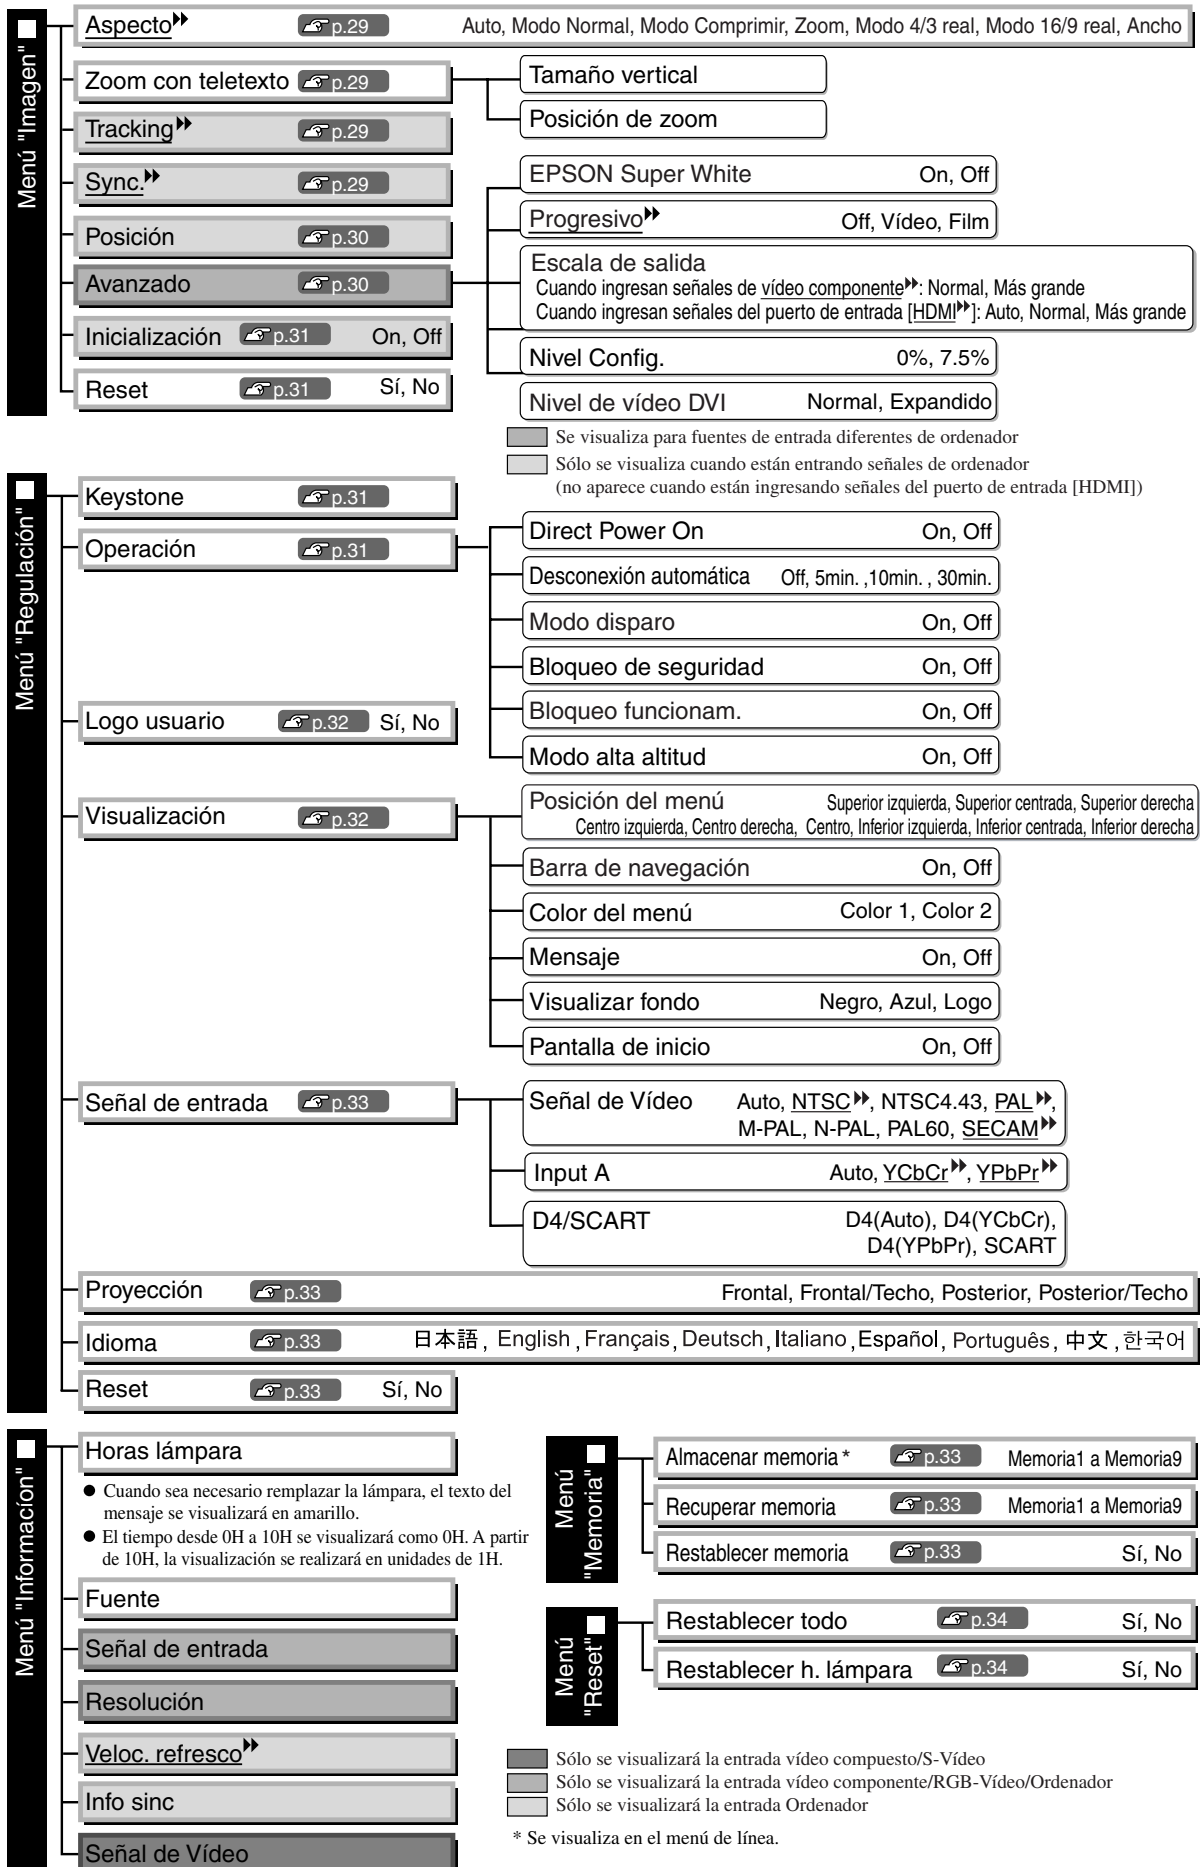 Menú "Imagen"
Aspecto p.29 Auto, Modo Normal, Modo Comprimir, Zoom, Modo 4/3 real, Modo 16/9 real, Ancho
Zoom con teletexto p.29
Tamaño vertical
Posición de zoom
Tracking p.29
Sync. p.29
Posición p.30
Avanzado p.30
EPSON Super White On, Off
Progresivo Off, Vídeo, Film
Escala de salida
Cuando ingresan señales de vídeo componente: Normal, Más grande
Cuando ingresan señales del puerto de entrada [HDMI]: Auto, Normal, Más grande
Nivel Config. 0%, 7.5%
Nivel de vídeo DVI Normal, Expandido
Inicialización p.31 On, Off
Reset p.31 Sí, No
Se visualiza para fuentes de entrada diferentes de ordenador
Sólo se visualiza cuando están entrando señales de ordenador
(no aparece cuando están ingresando señales del puerto de entrada [HDMI])
Menú "Regulación"
Keystone p.31
Operación p.31
Direct Power On On, Off
Desconexión automática Off, 5min. ,10min. , 30min.
Modo disparo On, Off
Bloqueo de seguridad On, Off
Bloqueo funcionam. On, Off
Modo alta altitud On, Off
Logo usuario p.32 Sí, No
Visualización p.32
Posición del menú Superior izquierda, Superior centrada, Superior derecha
Centro izquierda, Centro derecha, Centro, Inferior izquierda, Inferior centrada, Inferior derecha
Barra de navegación On, Off
Color del menú Color 1, Color 2
Mensaje On, Off
Visualizar fondo Negro, Azul, Logo
Pantalla de inicio On, Off
Señal de entrada p.33
Señal de Vídeo Auto, NTSC, NTSC4.43, PAL,
M-PAL, N-PAL, PAL60, SECAM
Input A Auto, YCbCr, YPbPr
D4/SCART D4(Auto), D4(YCbCr),
D4(YPbPr), SCART
Proyección p.33 Frontal, Frontal/Techo, Posterior, Posterior/Techo
Idioma p.33 日本語, English, Français, Deutsch, Italiano, Español, Português, 中文, 한국어
Reset p.33 Sí, No
Menú "Informacíon"
Horas lámpara
● Cuando sea necesario remplazar la lámpara, el texto del
mensaje se visualizará en amarillo.
● El tiempo desde 0H a 10H se visualizará como 0H. A partir
de 10H, la visualización se realizará en unidades de 1H.
Fuente
Señal de entrada
Resolución
Veloc. refresco
Info sinc
Señal de Vídeo
Menú
"Memoria"
Almacenar memoria * p.33 Memoria1 a Memoria9
Recuperar memoria p.33 Memoria1 a Memoria9
Restablecer memoria p.33 Sí, No
Menú
"Reset"
Restablecer todo p.34 Sí, No
Restablecer h. lámpara p.34 Sí, No
Sólo se visualizará la entrada vídeo compuesto/S-Vídeo
Sólo se visualizará la entrada vídeo componente/RGB-Vídeo/Ordenador
Sólo se visualizará la entrada Ordenador
* Se visualiza en el menú de línea.